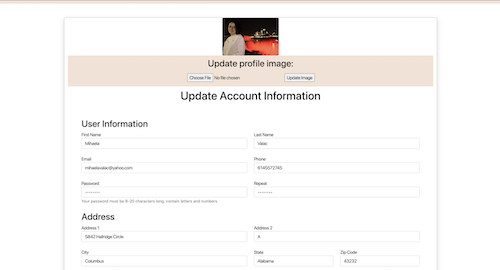 Update profile image:
Choose File No file chosen Update Image
Update Account Information
User Information
First Name Last Name
Mihaela Valac
Email Phone
mihaelavalac@yahoo.com 6145572745
Password Repeat
Your password must be 8-20 characters long, contain letters and numbers.
Address
Address 1 Address 2
5842 Hallridge Circle A
City State Zip Code
Columbus Alabama 43232